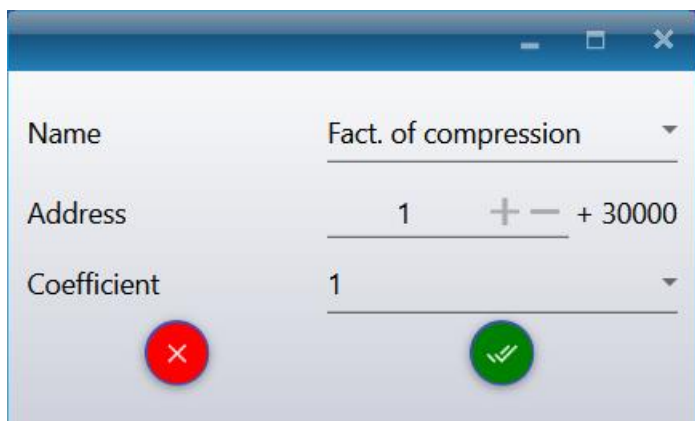 Name Fact. of compression
Address 1 + 30000
Coefficient 1